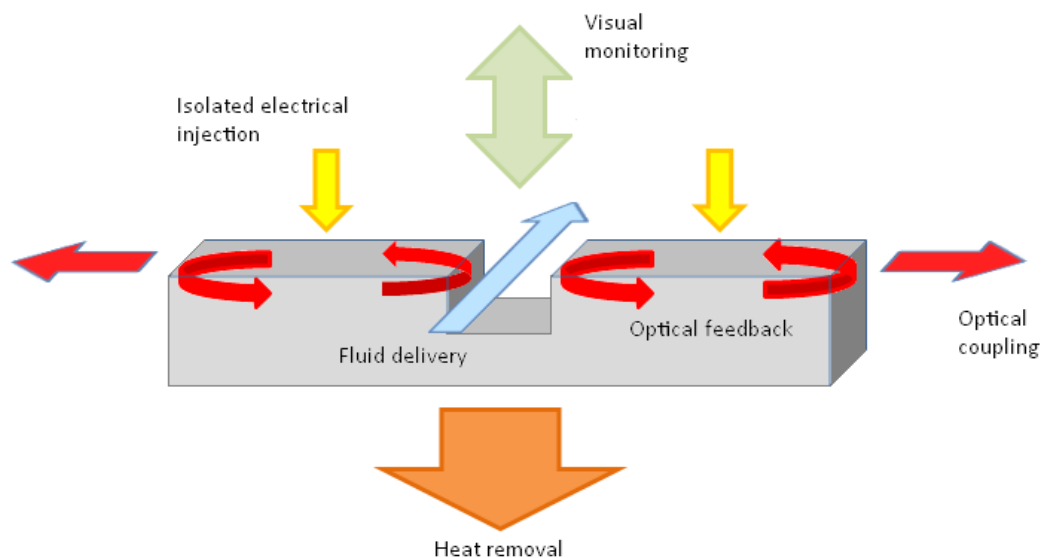 Visual
monitoring
Isolated electrical
injection
Optical feedback
Fluid delivery
Optical
coupling
Heat removal